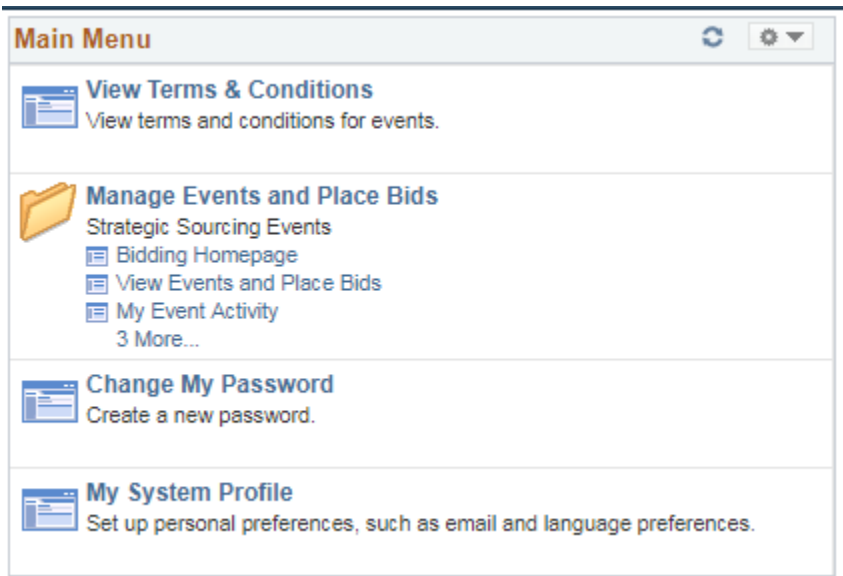 Main Menu
View Terms & Conditions
View terms and conditions for events.
Manage Events and Place Bids
Strategic Sourcing Events
Bidding Homepage
View Events and Place Bids
My Event Activity
3 More...
Change My Password
Create a new password.
My System Profile
Set up personal preferences, such as email and language preferences.